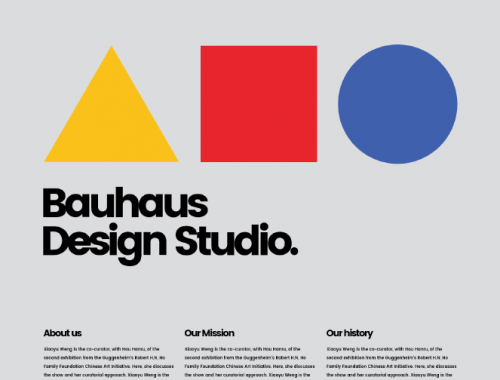 Bauhaus
Design Studio.
About us
Xiaoyu Weng is the co-curator, with Hou Hanru, of the
second exhibition from the Guggenheim's Robert H.N. Ho
Family Foundation Chinese Art Initiative. Here, she discusses
the show and her curatorial approach. Xiaoyu Weng is the
Our Mission
Xiaoyu Weng is the co-curator, with Hou Hanru, of the
second exhibition from the Guggenheim's Robert H.N. Ho
Family Foundation Chinese Art Initiative. Here, she discusses
the show and her curatorial approach. Xiaoyu Weng is the
Our history
Xiaoyu Weng is the co-curator, with Hou Hanru, of the
second exhibition from the Guggenheim's Robert H.N. Ho
Family Foundation Chinese Art Initiative. Here, she discusses
the show and her curatorial approach. Xiaoyu Weng is the